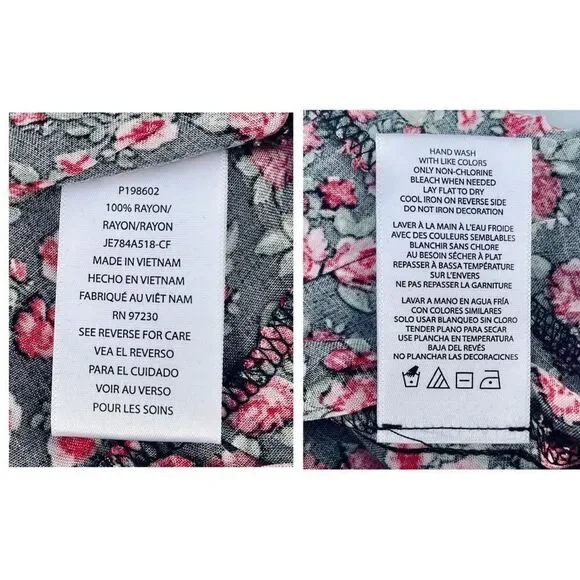 P198602
100% RAYON/
RAYON/RAYON
JE784A518-CF
MADE IN VIETNAM
HECHO EN VIETNAM
FABRIQUÉ AU VIÊT NAM
RN 97230
SEE REVERSE FOR CARE
VEA EL REVERSO
PARA EL CUIDADO
VOIR AU VERSO
POUR LES SOINS
HAND WASH
WITH LIKE COLORS
ONLY NON-CHLORINE
BLEACH WHEN NEEDED
LAY FLAT TO DRY
COOL IRON ON REVERSE SIDE
DO NOT IRON DECORATION
LAVER À LA MAIN À L'EAU FROIDE
AVEC DES COULEURS SEMBLABLES
BLANCHIR SANS CHLORE
AU BESOIN SÉCHER À PLAT
REPASSER À BASSA TEMPÉRATURE
SUR L'ENVERS
NE PAS REPASSER LA GARNITURE
LAVAR A MANO EN AGUA FRÍA
CON COLORES SIMILARES
SOLO USAR BLANQUEO SIN CLORO
TENDER PLANO PARA SECAR
USE PLANCHA EN TEMPERATURA
BAJA DEL REVÉS
NO PLANCHAR LAS DECORACIONES